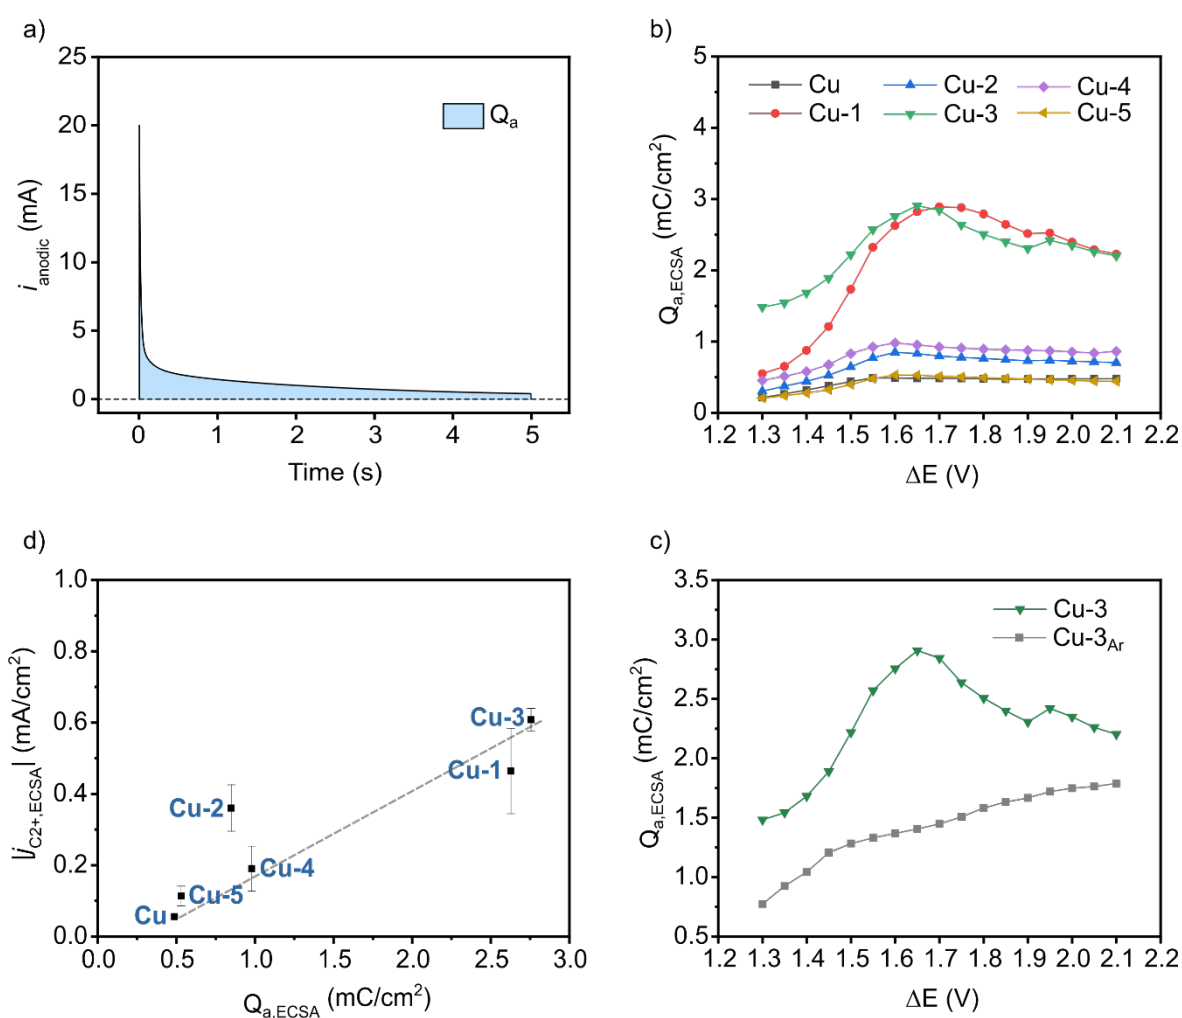 a)
25
20
15
10
5
0
i anodic (mA)
Qa
0 1 2 3 4 5
Time (s)
b)
5
4
3
2
1
0
Qa,ECSA (mC/cm²)
Cu Cu-2 Cu-4
Cu-1 Cu-3 Cu-5
1.2 1.3 1.4 1.5 1.6 1.7 1.8 1.9 2.0 2.1 2.2
ΔE (V)
d)
1.0
0.8
0.6
0.4
0.2
0.0
|jC2+,ECSA| (mA/cm²)
Cu-3
Cu-1
Cu-2
Cu-4
Cu-5
Cu
0.0 0.5 1.0 1.5 2.0 2.5 3.0
Qa,ECSA (mC/cm²)
c)
3.5
3.0
2.5
2.0
1.5
1.0
0.5
Qa,ECSA (mC/cm²)
Cu-3
Cu-3Ar
1.2 1.3 1.4 1.5 1.6 1.7 1.8 1.9 2.0 2.1 2.2
ΔE (V)